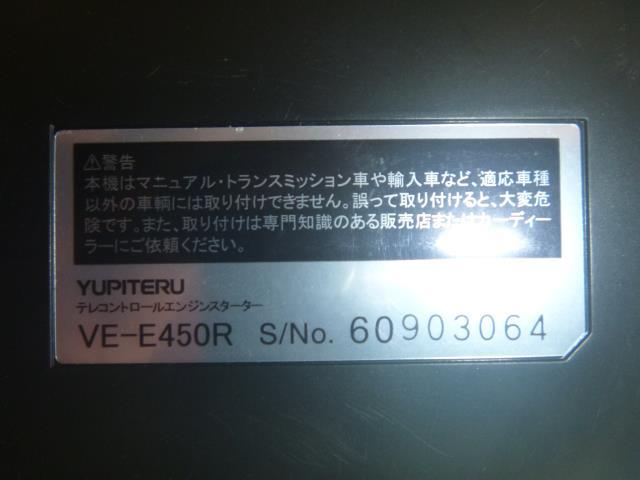 ⚠警告
本機はマニュアル・トランスミッション車や輸入車など、適応車種
以外の車輌には取り付けできません。誤って取り付けると、大変危
険です。また、取り付けは専門知識のある販売店またはカーディー
ラーにご依頼ください。
YUPITERU
テレコントロールエンジンスターター
VE-E450R S/No. 60903064